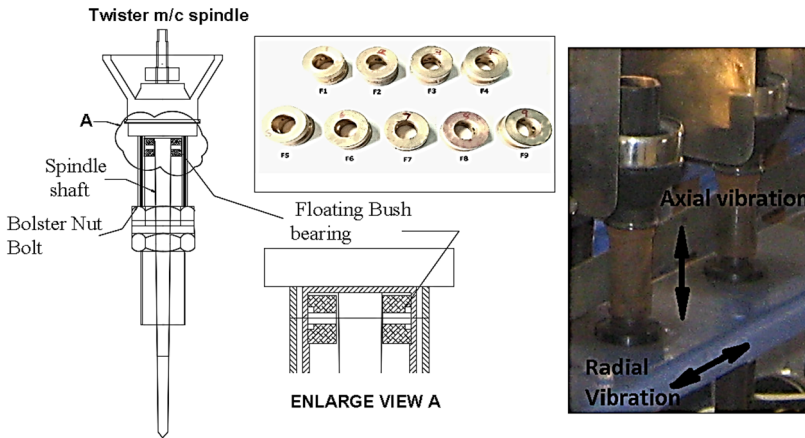 Twister m/c spindle
A
Spindle
shaft
Bolster Nut
Bolt
F1 F2 F3 F4
F5 F6 F7 F8 F9
Floating Bush
bearing
ENLARGE VIEW A
Axial vibration
Radial
Vibration